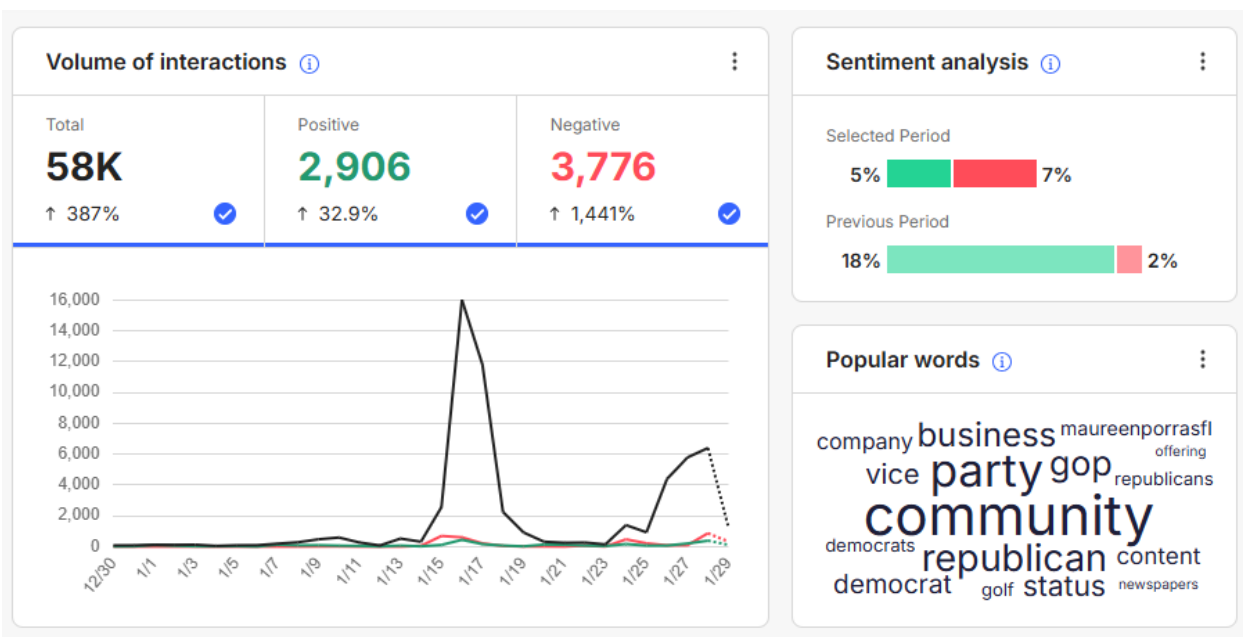 Volume of interactions
Total
58K
↑ 387%
Positive
2,906
↑ 32.9%
Negative
3,776
↑ 1,441%
16,000
14,000
12,000
10,000
8,000
6,000
4,000
2,000
0
12/30 1/1 1/3 1/5 1/7 1/9 1/11 1/13 1/15 1/17 1/19 1/21 1/23 1/25 1/27 1/29
Sentiment analysis
Selected Period
5% 7%
Previous Period
18% 2%
Popular words
company business maureenporrasfl
offering
vice party gop republicans
community
democrats republican content
democrat golf status newspapers